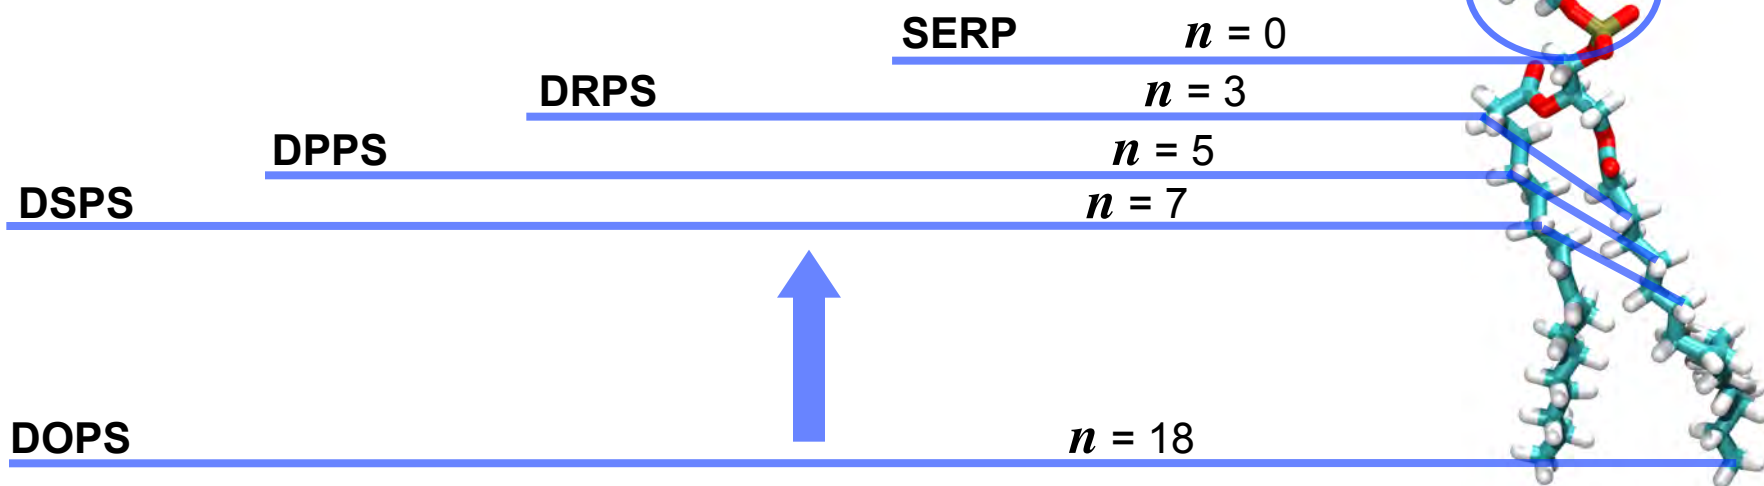 SERP n = 0
DRPS n = 3
DPPS n = 5
DSPS n = 7
DOPS n = 18